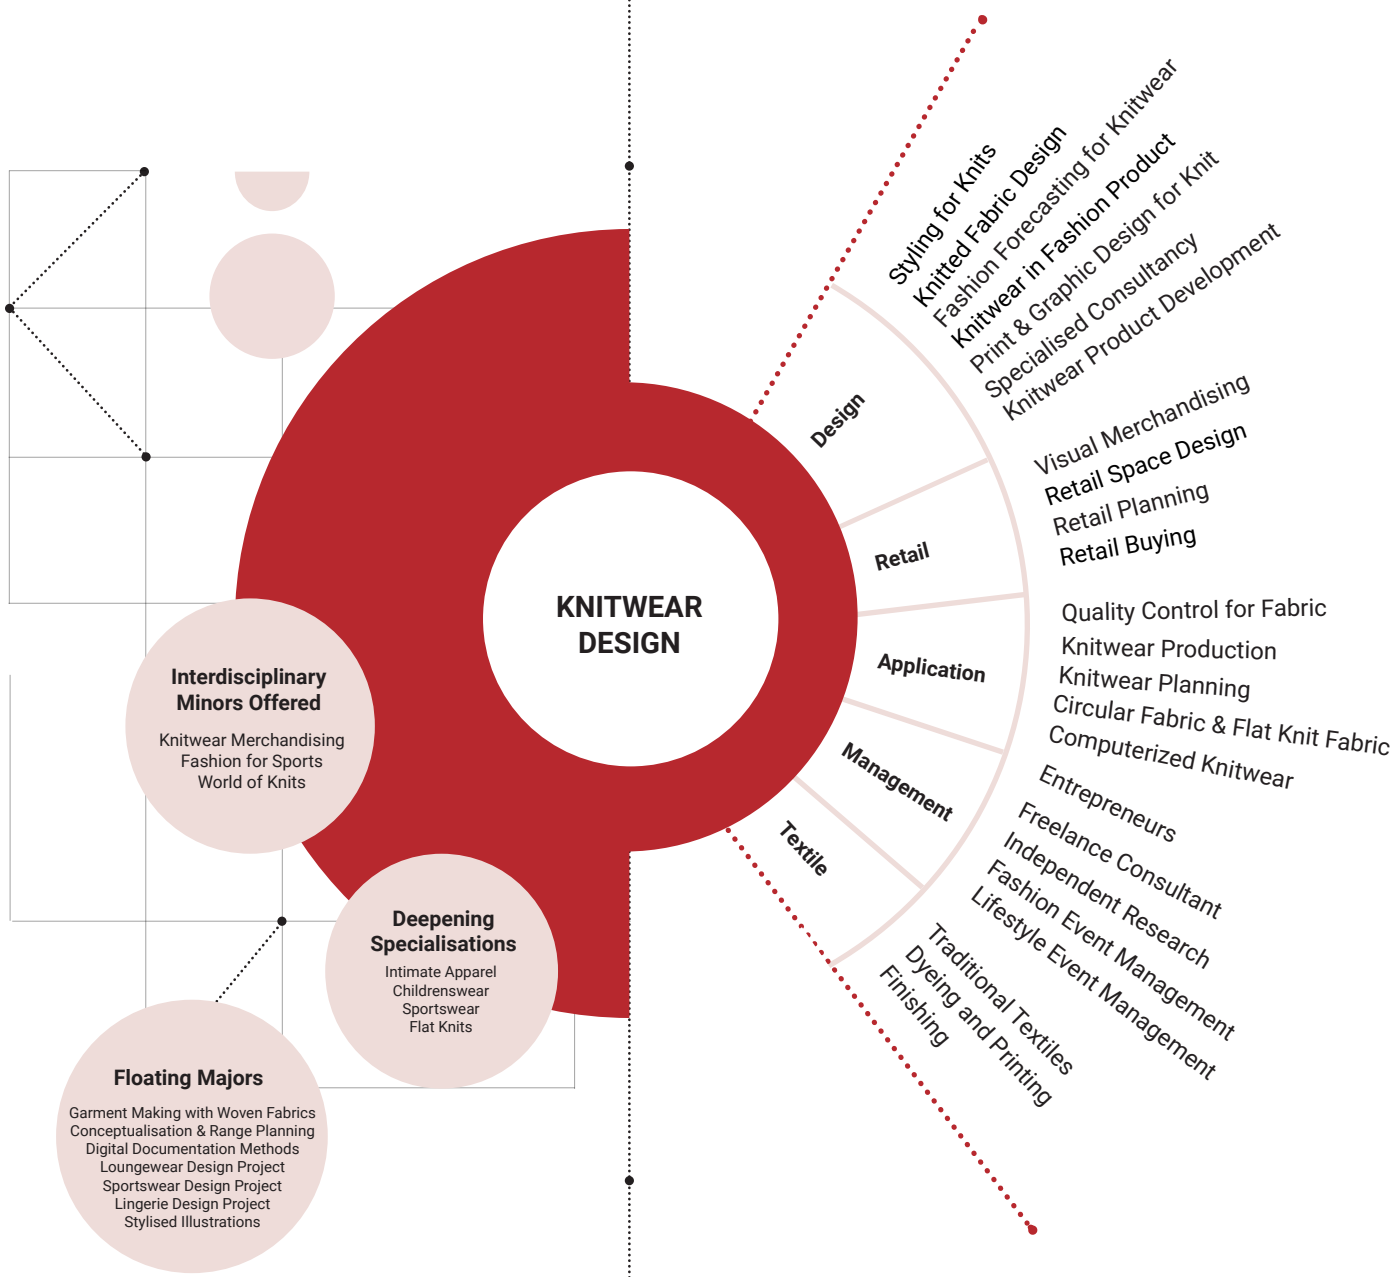 KNITWEAR
DESIGN
Interdisciplinary
Minors Offered
Knitwear Merchandising
Fashion for Sports
World of Knits
Deepening
Specialisations
Intimate Apparel
Childrenswear
Sportswear
Flat Knits
Floating Majors
Garment Making with Woven Fabrics
Conceptualisation & Range Planning
Digital Documentation Methods
Loungewear Design Project
Sportswear Design Project
Lingerie Design Project
Stylised Illustrations
Design
Styling for Knits
Knitted Fabric Design
Fashion Forecasting for Knitwear
Knitwear in Fashion Product
Print & Graphic Design for Knit
Specialised Consultancy
Knitwear Product Development
Retail
Visual Merchandising
Retail Space Design
Retail Planning
Retail Buying
Application
Quality Control for Fabric
Knitwear Production
Knitwear Planning
Circular Fabric & Flat Knit Fabric
Computerized Knitwear
Management
Entrepreneurs
Freelance Consultant
Independent Research
Fashion Event Management
Lifestyle Event Management
Textile
Traditional Textiles
Dyeing and Printing
Finishing